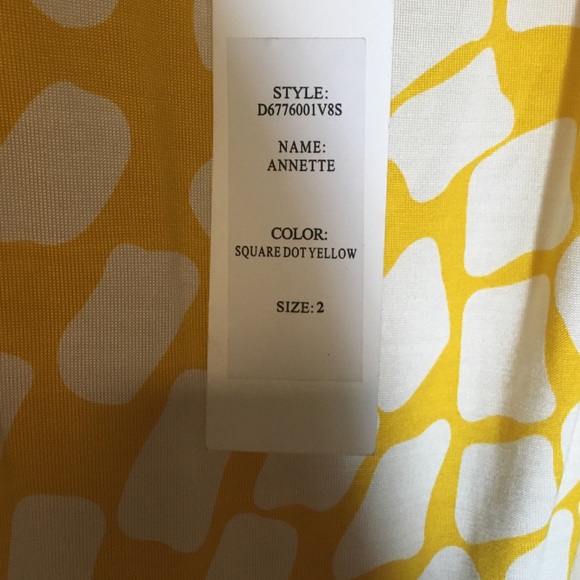 STYLE:
D6776001V8S
NAME:
ANNETTE
COLOR:
SQUARE DOT YELLOW
SIZE: 2